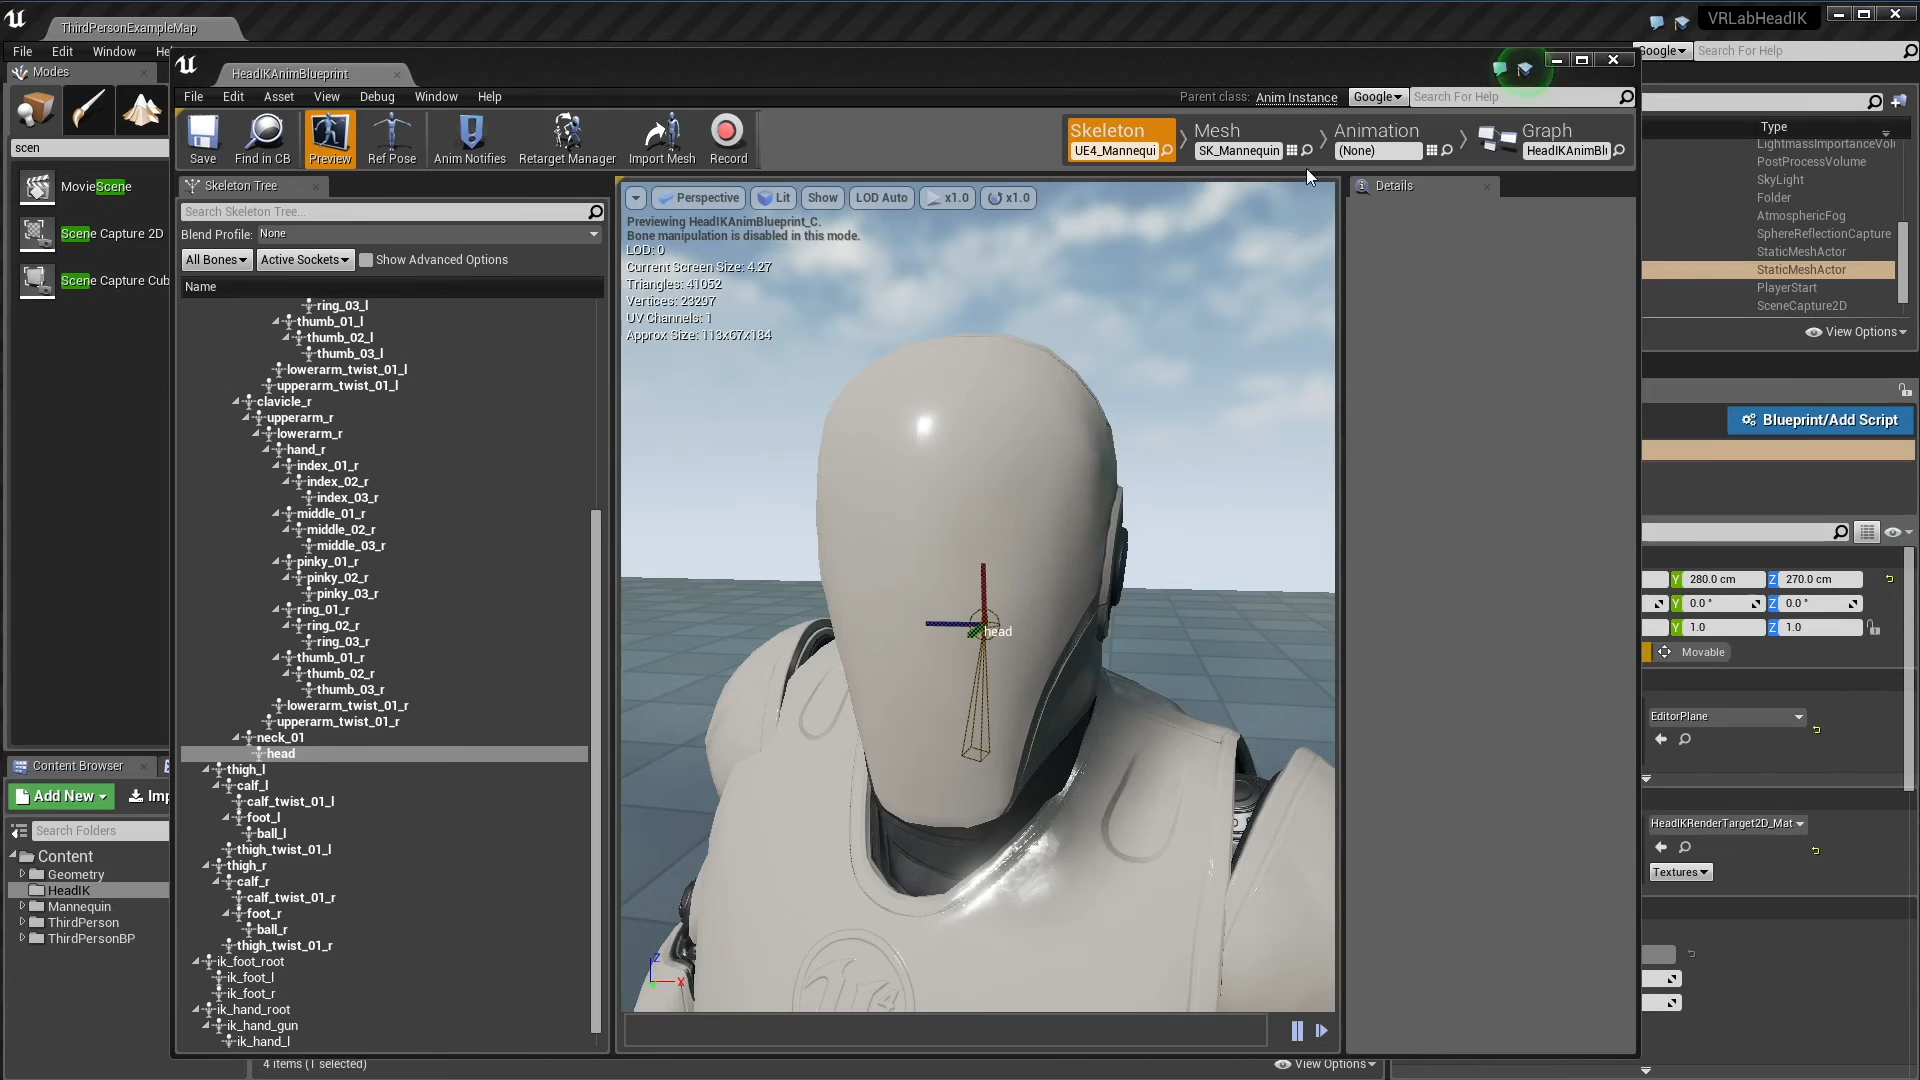 ThirdPersonExampleMap
VRLabHeadIK
File Edit Window
Google
Search For Help
Modes
HeadIKAnimBlueprint
File Edit Asset View Debug Window Help
Parent class: Anim Instance
Google
Search For Help
Save
Find in CB
Preview
Ref Pose
Anim Notifies
Retarget Manager
Import Mesh
Record
Skeleton
UE4_Mannequi
Mesh
SK_Mannequin
Animation
(None)
Graph
HeadIKAnimBl
scen
MovieScene
Scene Capture 2D
Scene Capture Cub
Skeleton Tree
Search Skeleton Tree...
Blend Profile: None
All Bones
Active Sockets
Show Advanced Options
Name
ring_03_l
thumb_01_l
thumb_02_l
thumb_03_l
lowerarm_twist_01_l
upperarm_twist_01_l
clavicle_r
upperarm_r
lowerarm_r
hand_r
index_01_r
index_02_r
index_03_r
middle_01_r
middle_02_r
middle_03_r
pinky_01_r
pinky_02_r
pinky_03_r
ring_01_r
ring_02_r
ring_03_r
thumb_01_r
thumb_02_r
thumb_03_r
lowerarm_twist_01_r
upperarm_twist_01_r
neck_01
head
thigh_l
calf_l
calf_twist_01_l
foot_l
ball_l
thigh_twist_01_l
thigh_r
calf_r
calf_twist_01_r
foot_r
ball_r
thigh_twist_01_r
ik_foot_root
ik_foot_l
ik_foot_r
ik_hand_root
ik_hand_gun
ik_hand_l
Perspective
Lit
Show
LOD Auto
x1.0
x1.0
Previewing HeadIKAnimBlueprint_C.
Bone manipulation is disabled in this mode.
LOD: 0
Current Screen Size: 4.27
Triangles: 41052
Vertices: 23297
UV Channels: 1
Approx Size: 113x67x184
head
Z
X
Details
Type
LightmassImportanceVol
PostProcessVolume
SkyLight
Folder
AtmosphericFog
SphereReflectionCapture
StaticMeshActor
StaticMeshActor
PlayerStart
SceneCapture2D
View Options
Blueprint/Add Script
Y 280.0 cm Z 270.0 cm
Y 0.0 ° Z 0.0 °
Y 1.0 Z 1.0
Movable
EditorPlane
HeadIKRenderTarget2D_Mat
Textures
Content Browser
Add New
Imp
Search Folders
Content
Geometry
HeadIK
Mannequin
ThirdPerson
ThirdPersonBP
4 items (1 selected)
View Options